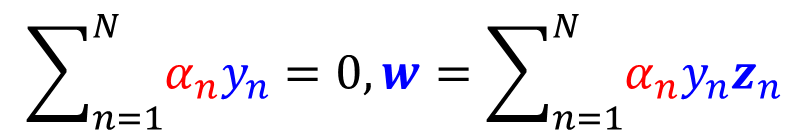 ∑_{n=1}^{N} α_n y_n = 0, w = ∑_{n=1}^{N} α_n y_n z_n